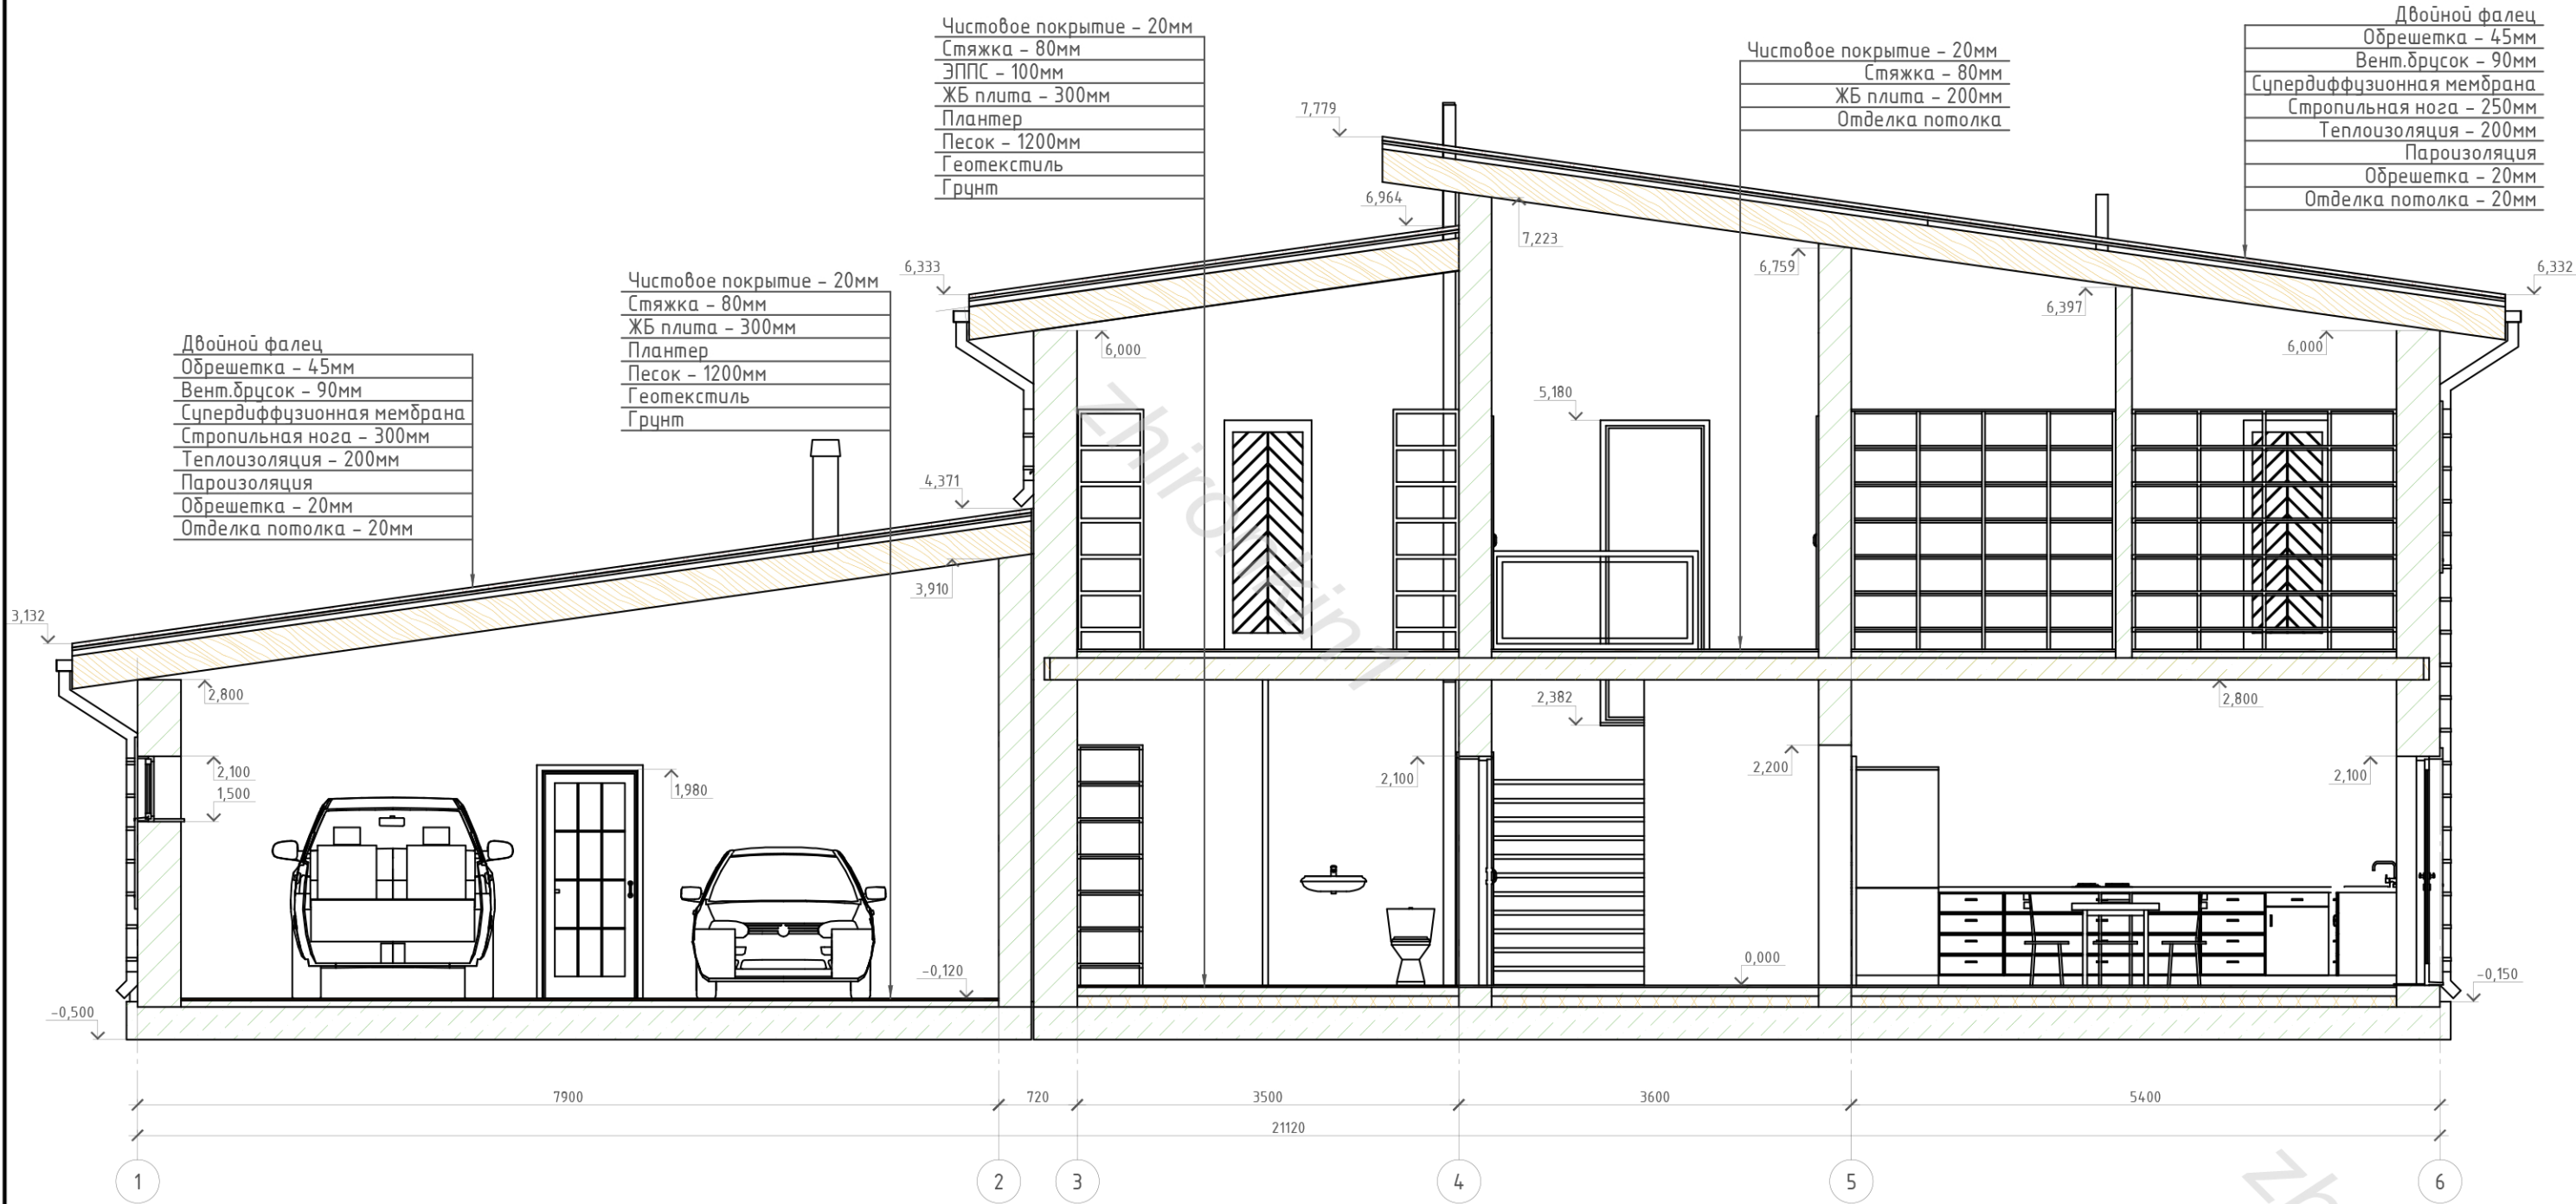 Чистовое покрытие – 20мм
Стяжка – 80мм
ЭППС – 100мм
ЖБ плита – 300мм
Плантер
Песок – 1200мм
Геотекстиль
Грунт
Чистовое покрытие – 20мм
Стяжка – 80мм
ЖБ плита – 200мм
Отделка потолка
Двойной фалец
Обрешетка – 45мм
Вент.брусок – 90мм
Супердиффузионная мембрана
Стропильная нога – 250мм
Теплоизоляция – 200мм
Пароизоляция
Обрешетка – 20мм
Отделка потолка – 20мм
Чистовое покрытие – 20мм
Стяжка – 80мм
ЖБ плита – 300мм
Плантер
Песок – 1200мм
Геотекстиль
Грунт
Двойной фалец
Обрешетка – 45мм
Вент.брусок – 90мм
Супердиффузионная мембрана
Стропильная нога – 300мм
Теплоизоляция – 200мм
Пароизоляция
Обрешетка – 20мм
Отделка потолка – 20мм
7,779
6,964
7,223
6,333
6,759
6,332
6,397
6,000
6,000
5,180
4,371
3,910
3,132
2,800
2,382
2,800
2,100
1,500
1,980
2,100
2,200
2,100
-0,120
0,000
-0,150
-0,500
zhironkin1
7900
720
3500
3600
5400
21120
1
2
3
4
5
6